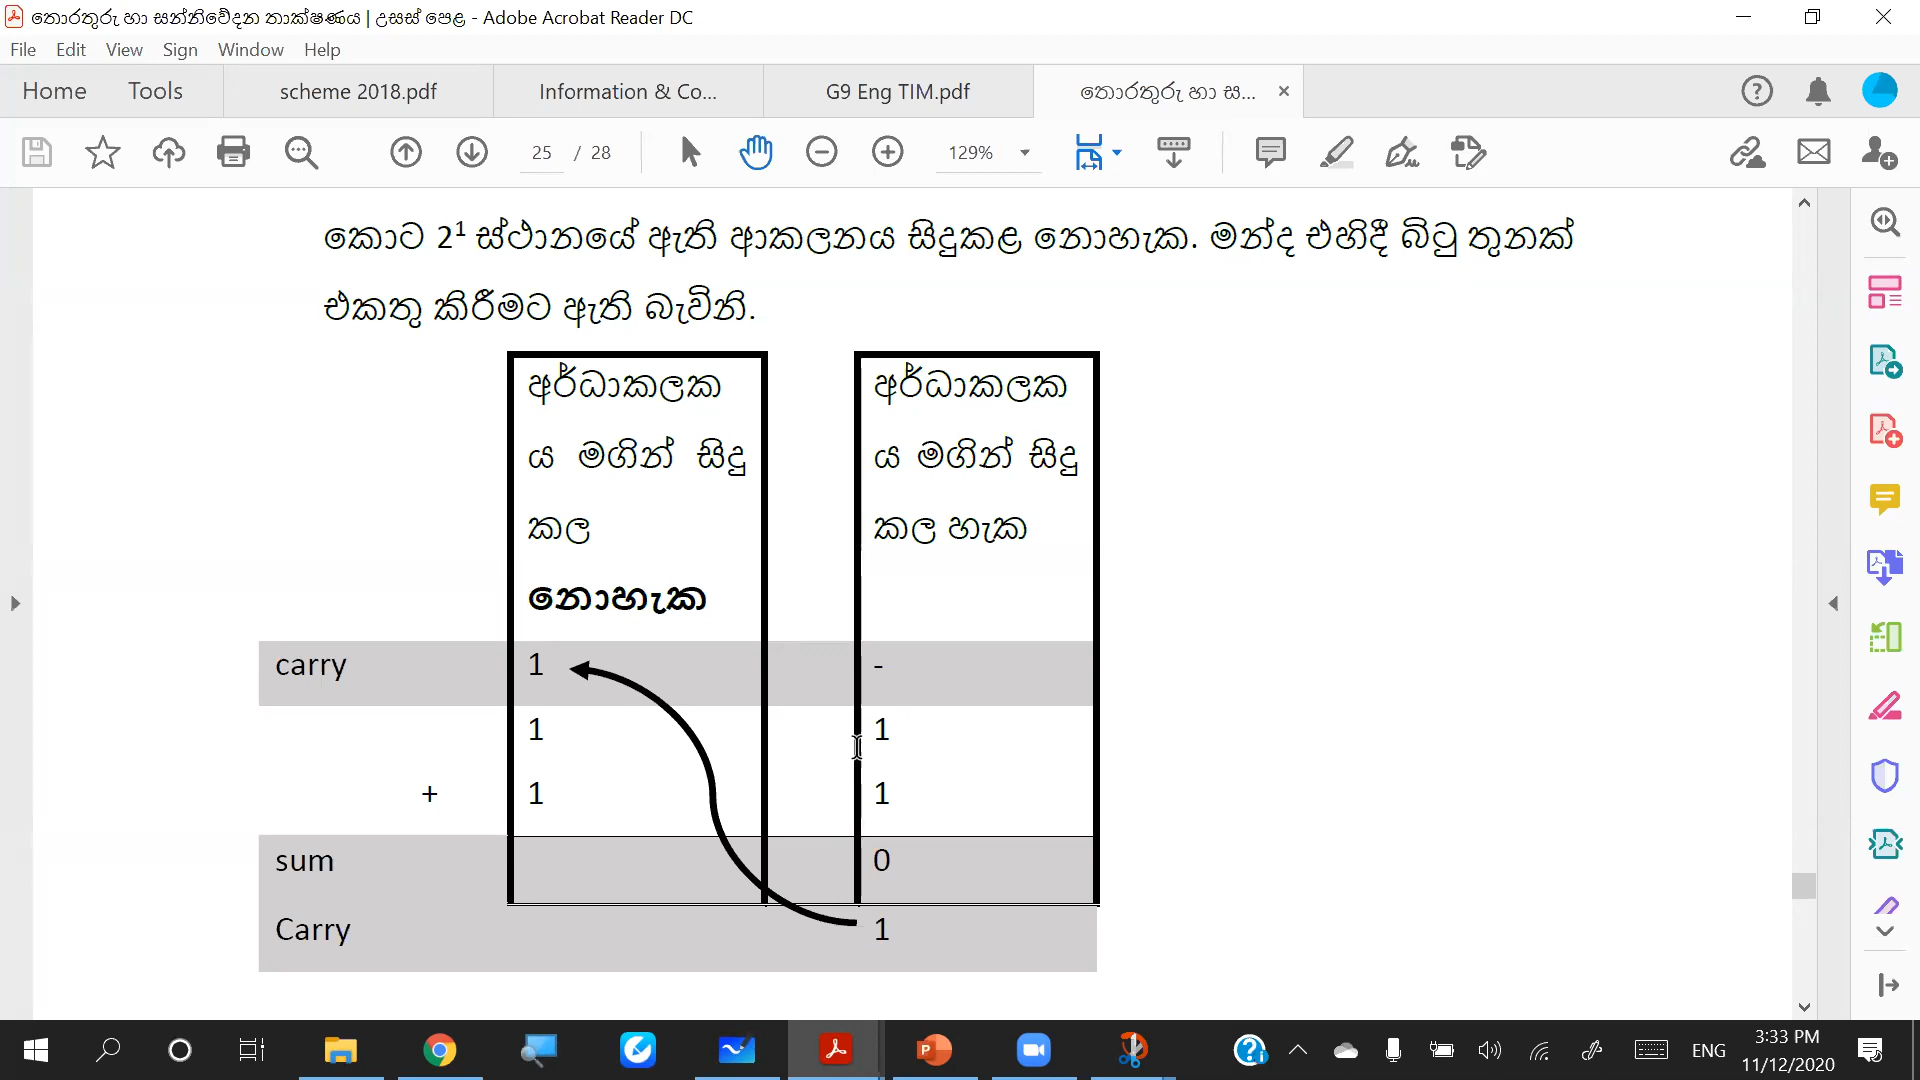 තොරතුරු හා සන්නිවේදන තාක්ෂණය | උසස් පෙළ - Adobe Acrobat Reader DC
File Edit View Sign Window Help
Home Tools scheme 2018.pdf Information & Co... G9 Eng TIM.pdf තොරතුරු හා ස...
25 / 28 129%
කොට 2¹ ස්ථානයේ ඇති ආකලනය සිදුකළ නොහැක. මන්ද එහිදී බිටු තුනක්
එකතු කිරීමට ඇති බැවිනි.
අර්ධාකලක අර්ධාකලක
ය මගින් සිදු ය මගින් සිදු
කල කල හැක
නොහැක
carry 1 -
1 1
+ 1 1
sum 0
Carry 1
ENG 3:33 PM
11/12/2020